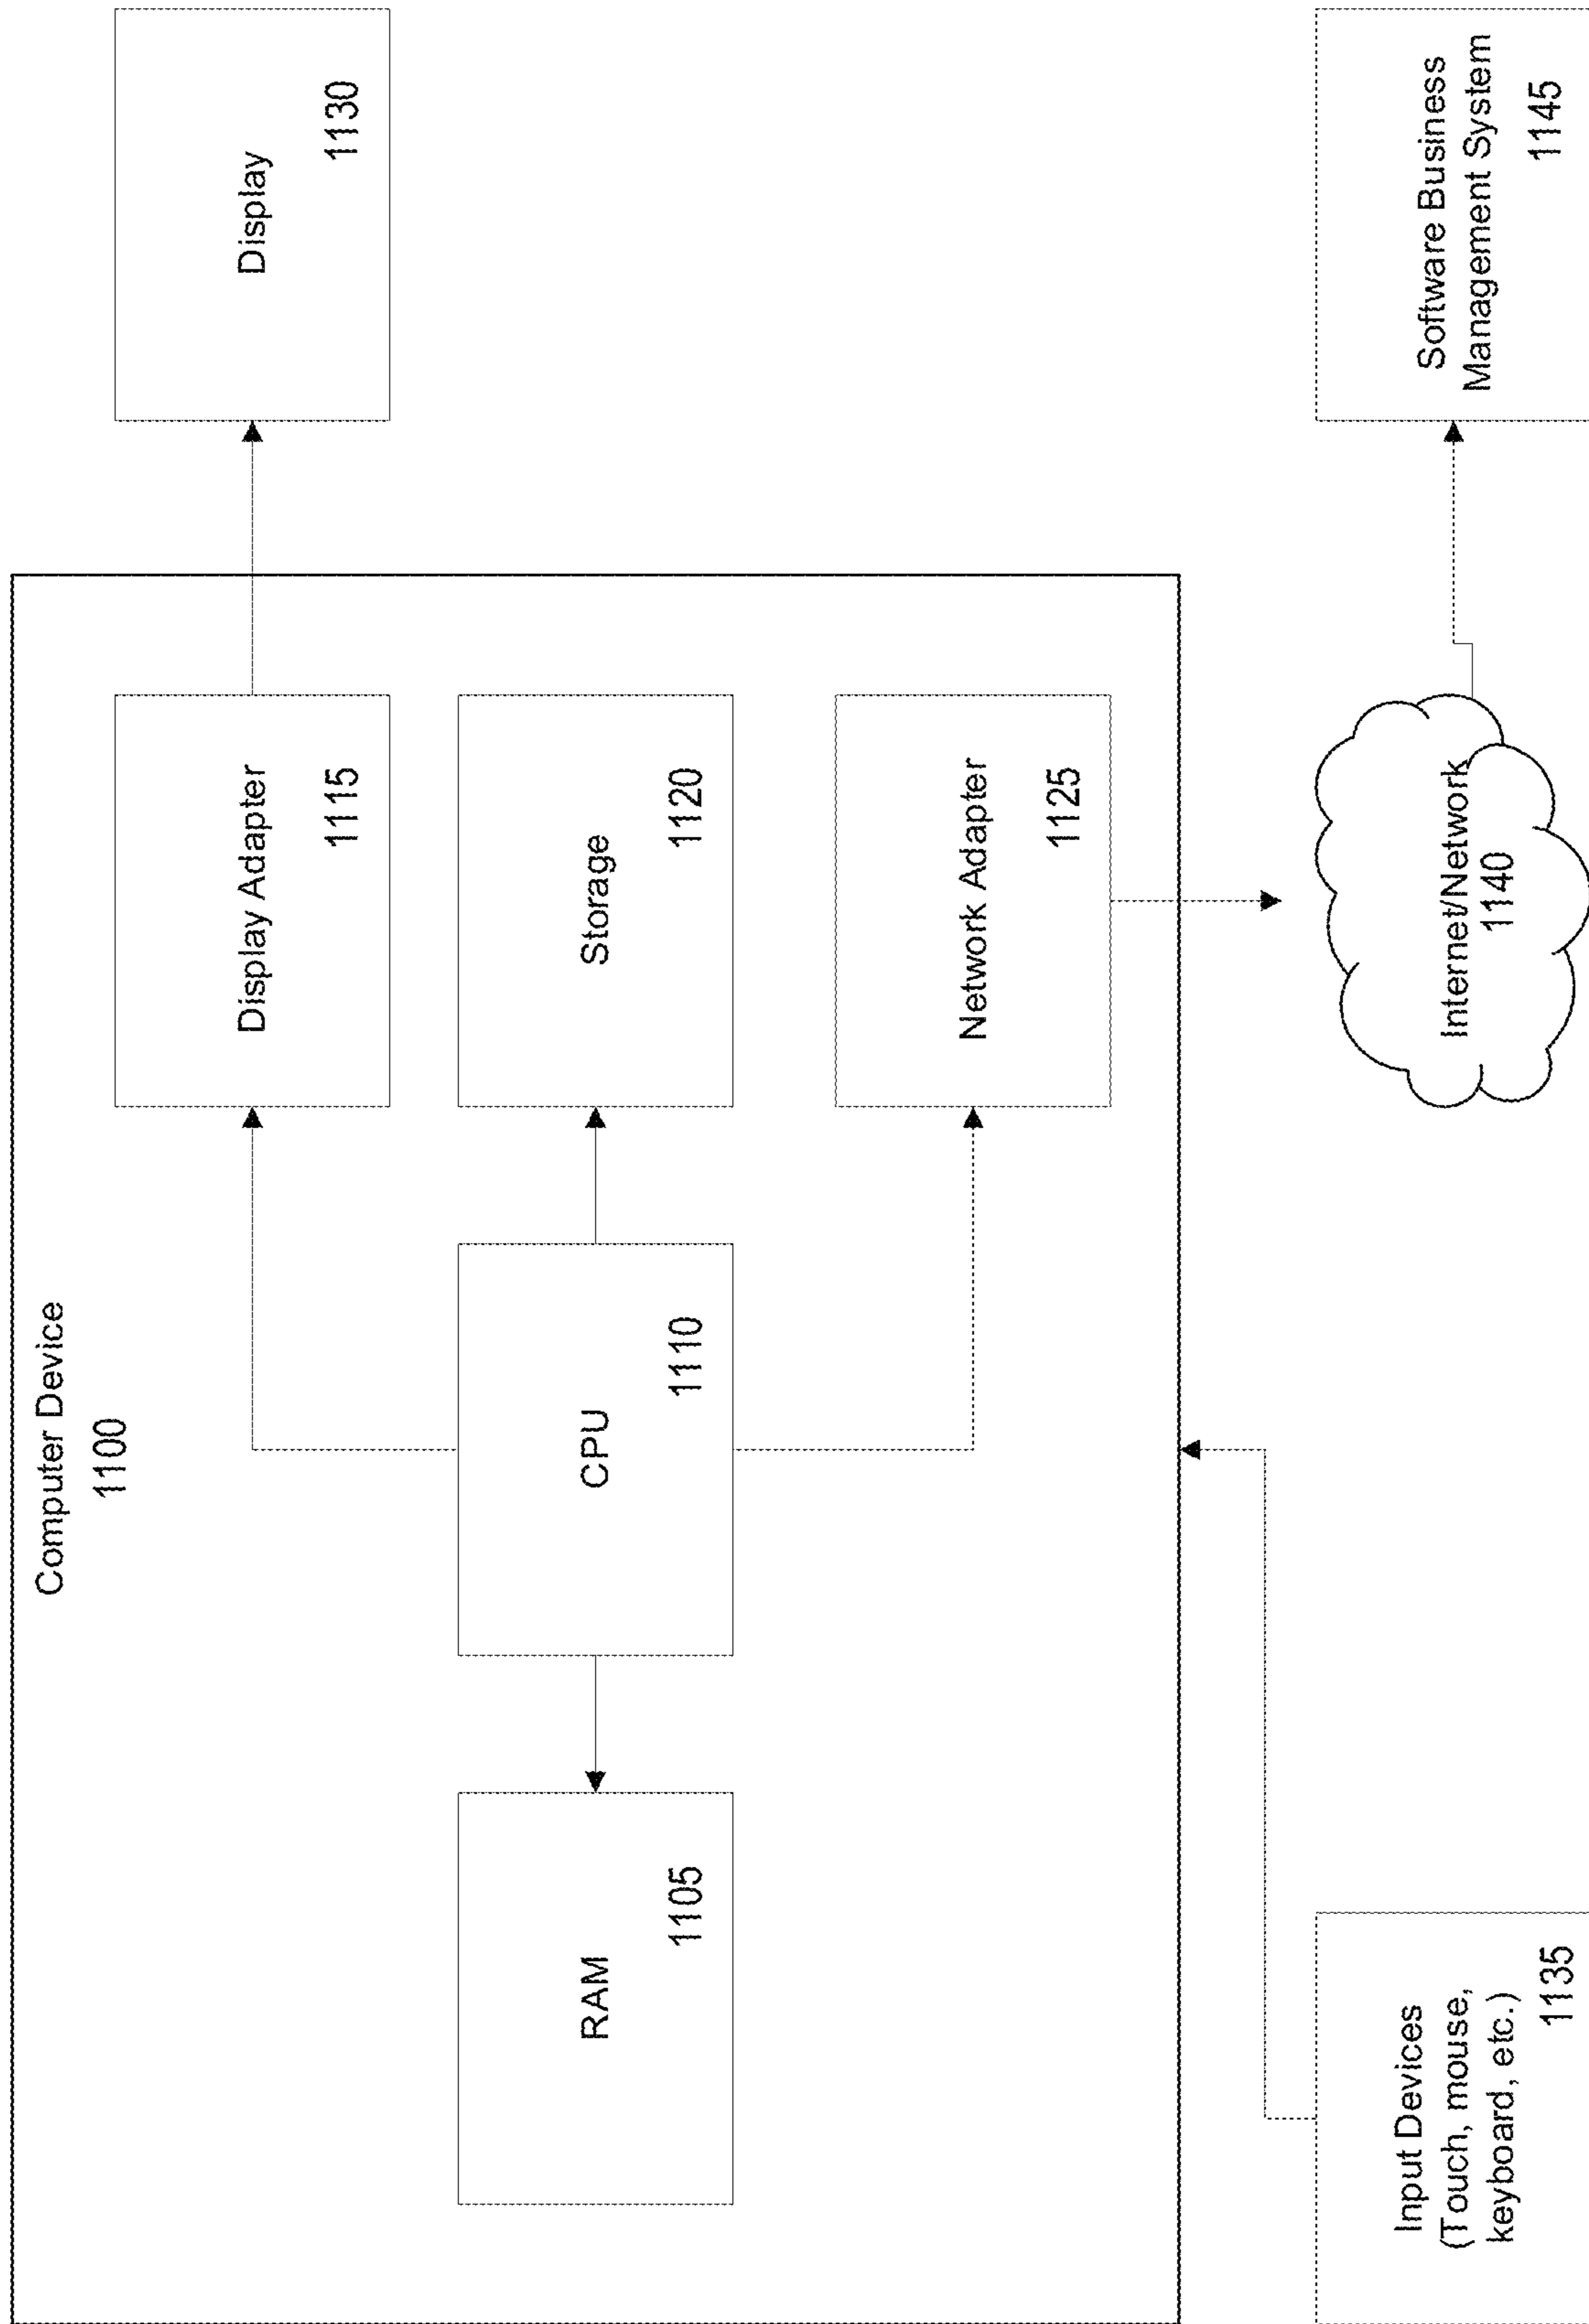 Computer Device
1100
RAM
1105
CPU
1110
Display Adapter
1115
Storage
1120
Network Adapter
1125
Display
1130
Input Devices
(Touch, mouse,
keyboard, etc.)
1135
Internet/Network
1140
Software Business
Management System
1145